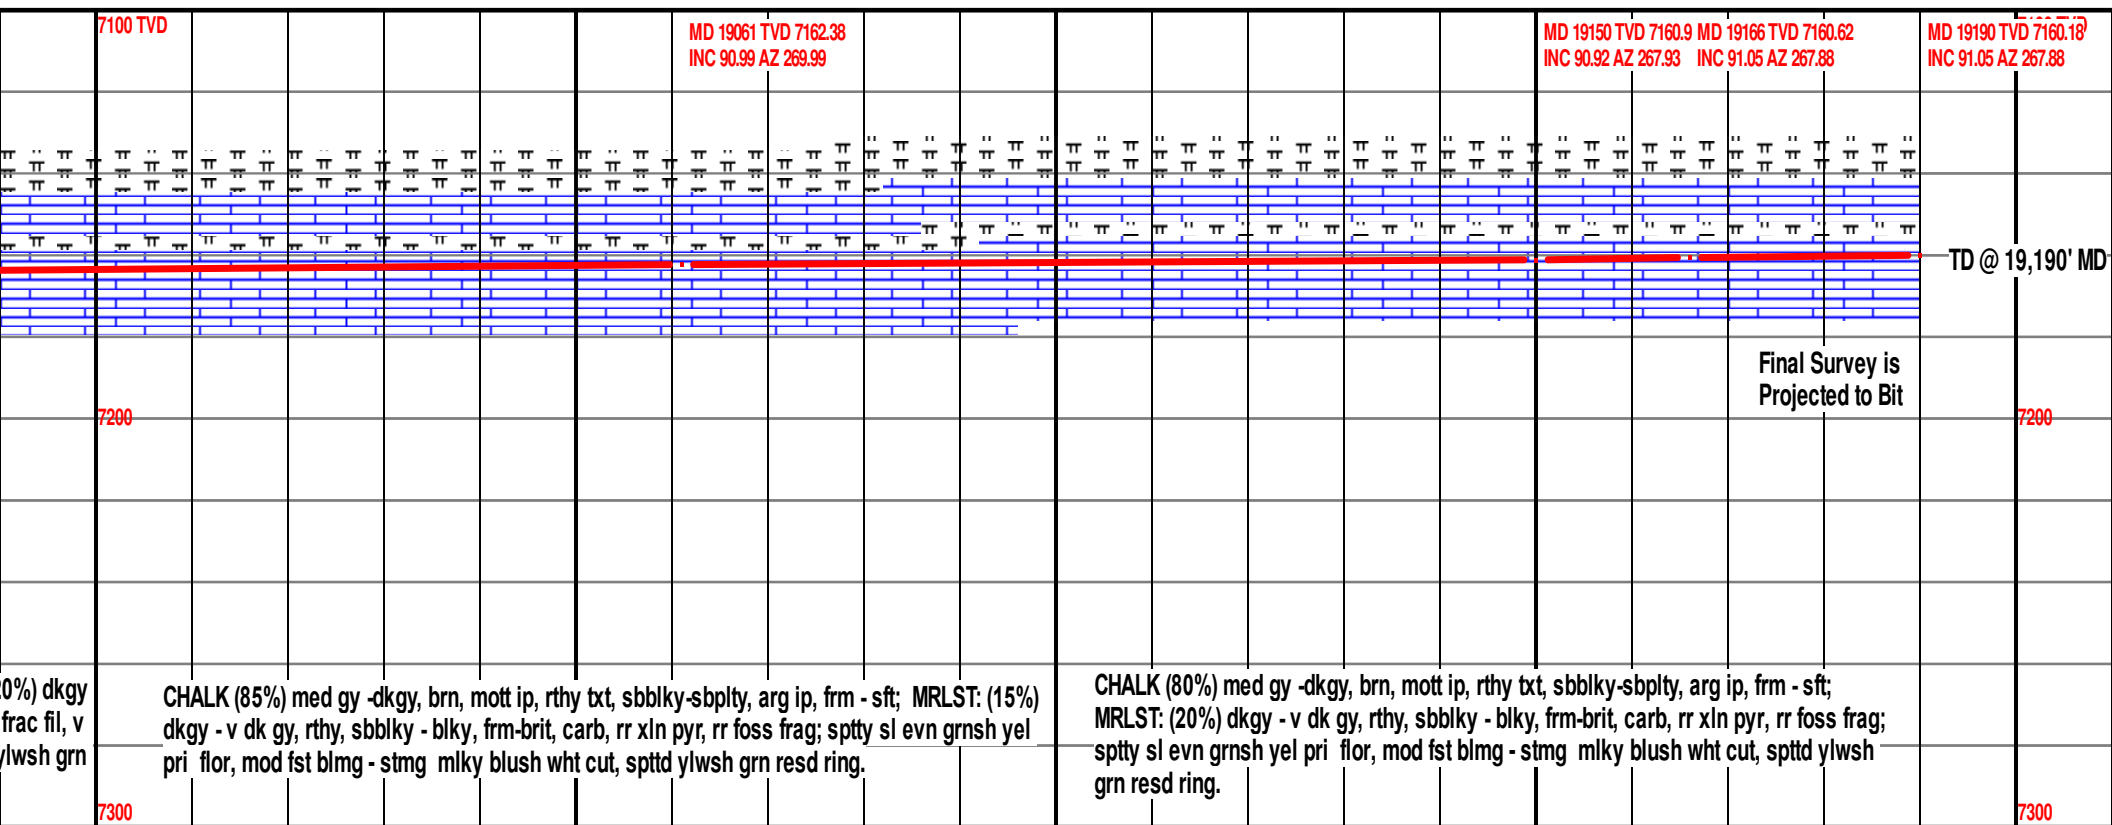 7100 TVD
MD 19061 TVD 7162.38
INC 90.99 AZ 269.99
MD 19150 TVD 7160.9
INC 90.92 AZ 267.93
MD 19166 TVD 7160.62
INC 91.05 AZ 267.88
MD 19190 TVD 7160.18
INC 91.05 AZ 267.88
TD @ 19,190' MD
Final Survey is
Projected to Bit
7200
7200
0%) dkgy
frac fil, v
ylwsh grn
CHALK (85%) med gy -dkgy, brn, mott ip, rthy txt, sbblky-sbplty, arg ip, frm - sft; MRLST: (15%)
dkgy - v dk gy, rthy, sbblky - blky, frm-brit, carb, rr xln pyr, rr foss frag; sptty sl evn grnsh yel
pri flor, mod fst blmg - stmg mlky blush wht cut, spttd ylwsh grn resd ring.
CHALK (80%) med gy -dkgy, brn, mott ip, rthy txt, sbblky-sbplty, arg ip, frm - sft;
MRLST: (20%) dkgy - v dk gy, rthy, sbblky - blky, frm-brit, carb, rr xln pyr, rr foss frag;
sptty sl evn grnsh yel pri flor, mod fst blmg - stmg mlky blush wht cut, spttd ylwsh
grn resd ring.
7300
7300